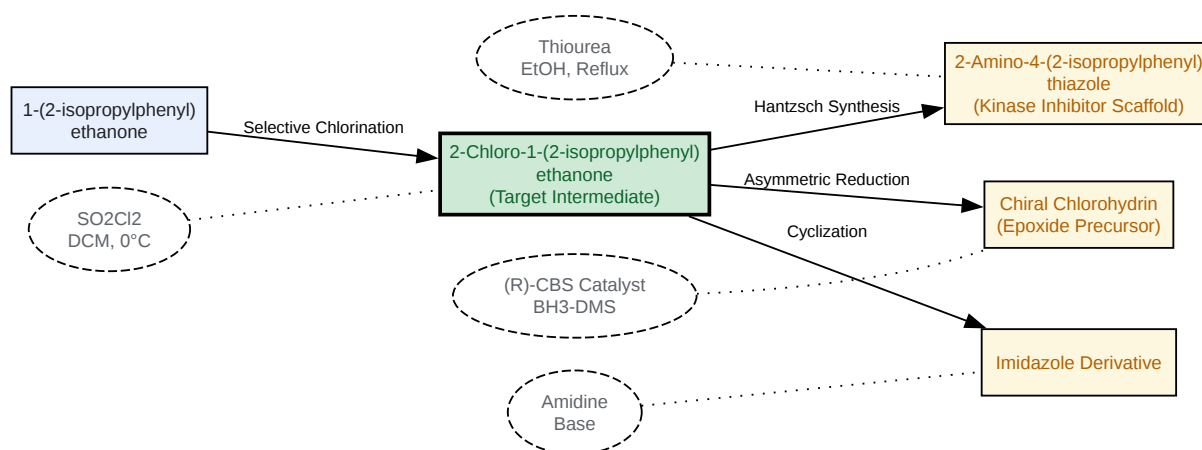 1-(2-isopropylphenyl)
ethanone
Selective Chlorination
SO2Cl2
DCM, 0°C
2-Chloro-1-(2-isopropylphenyl)
ethanone
(Target Intermediate)
Thiourea
EtOH, Reflux
Hantzsch Synthesis
2-Amino-4-(2-isopropylphenyl)
thiazole
(Kinase Inhibitor Scaffold)
Asymmetric Reduction
Chiral Chlorohydrin
(Epoxide Precursor)
Cyclization
(R)-CBS Catalyst
BH3-DMS
Imidazole Derivative
Amidine
Base